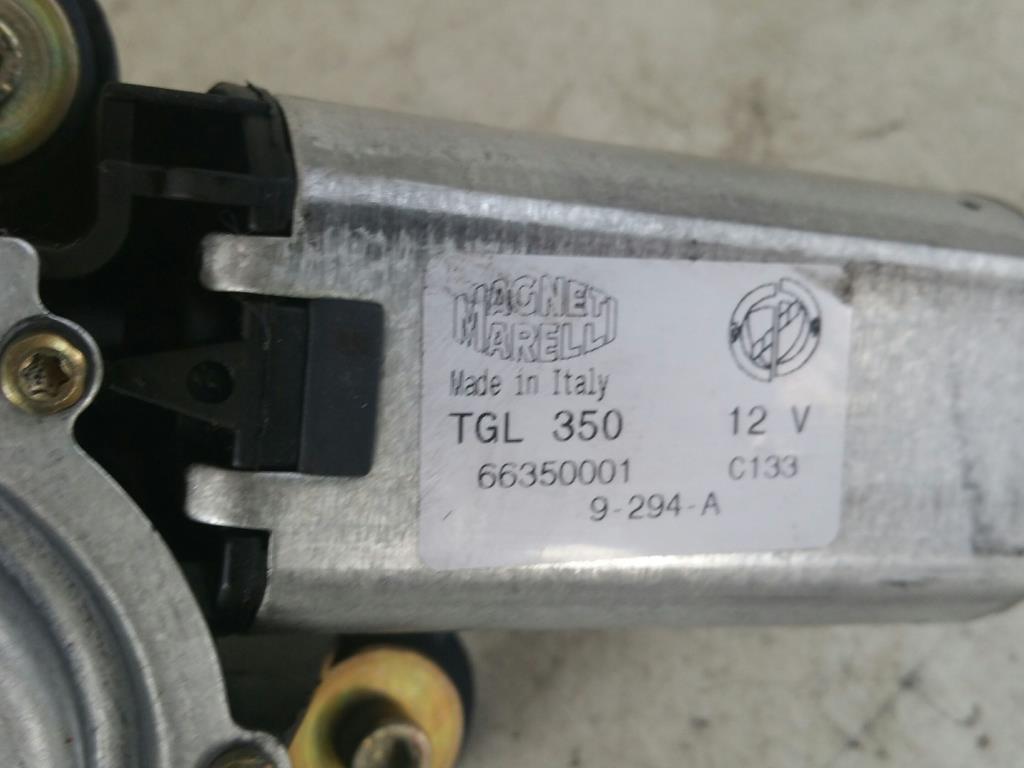 MAGNETI
MARELLI
Made in Italy
TGL 350 12 V
66350001 C133
9-294-A